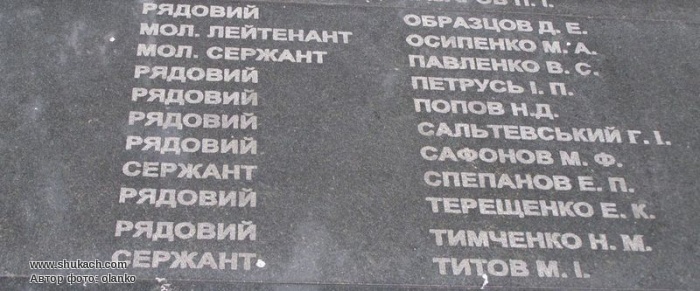 РЯДОВИЙ ОБРАЗЦОВ Д. Е.
МОЛ. ЛЕЙТЕНАНТ ОСИПЕНКО М. А.
МОЛ. СЕРЖАНТ ПАВЛЕНКО В. С.
РЯДОВИЙ ПЕТРУСЬ І. П.
РЯДОВИЙ ПОПОВ Н.Д.
РЯДОВИЙ САЛЬТЕВСЬКИЙ Г. І.
РЯДОВИЙ САФОНОВ М. Ф.
СЕРЖАНТ СПЕПАНОВ Е. П.
РЯДОВИЙ ТЕРЕЩЕНКО Е. К.
РЯДОВИЙ ТИМЧЕНКО Н. М.
СЕРЖАНТ ТИТОВ М. І.
www.shukach.com
Автор фото: olanko